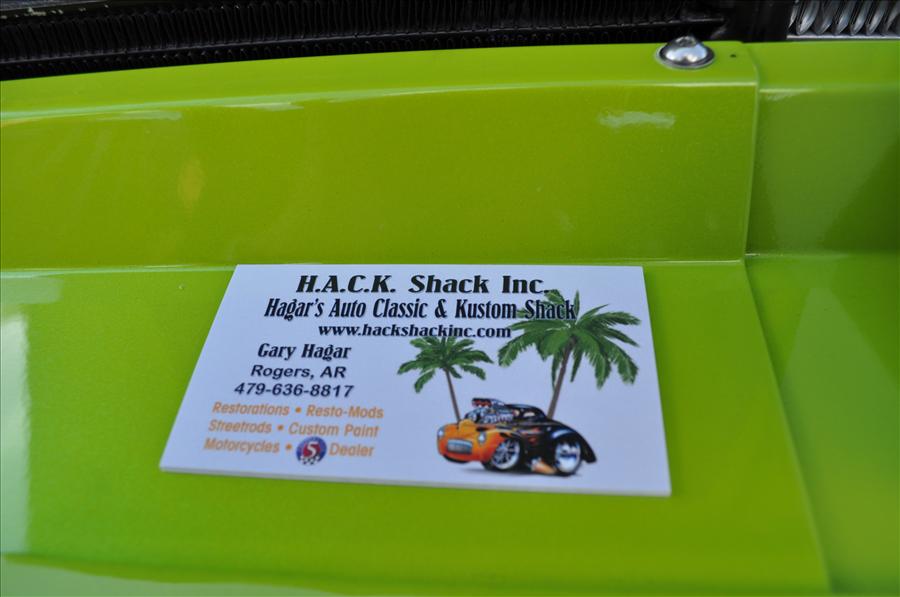 H.A.C.K. Shack Inc.
Hagar's Auto Classic & Kustom Shack
www.hackshackinc.com
Gary Hagar
Rogers, AR
479-636-8817
Restorations • Resto-Mods
Streetrods • Custom Paint
Motorcycles • 5 Dealer